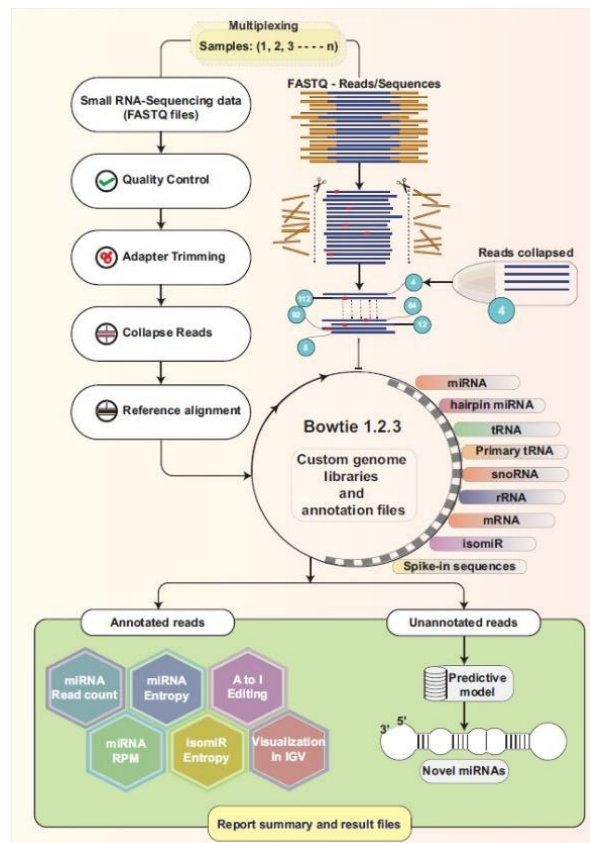 Multiplexing
Samples: (1, 2, 3 - - - - n)
Small RNA-Sequencing data
(FASTQ files)
Quality Control
Adapter Trimming
Collapse Reads
Reference alignment
FASTQ - Reads/Sequences
Reads collapsed
4
4
112
64
92
12
8
Bowtie 1.2.3
Custom genome
libraries
and
annotation files
miRNA
hairpin miRNA
tRNA
Primary tRNA
snoRNA
rRNA
mRNA
isomiR
Spike-in sequences
Annotated reads
Unannotated reads
miRNA
Read count
miRNA
Entropy
A to I
Editing
miRNA
RPM
IsomiR
Entropy
Visualization
In IGV
Predictive
model
5'
3'
Novel miRNAs
Report summary and result files